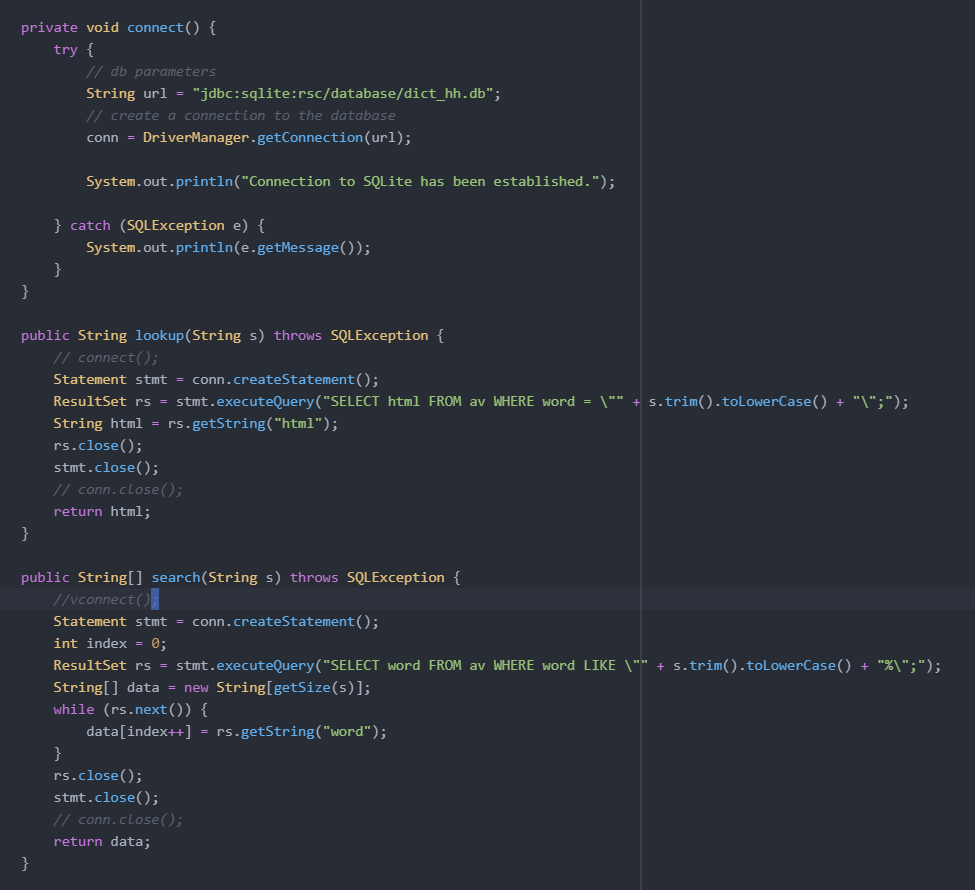 private void connect() {
    try {
        // db parameters
        String url = "jdbc:sqlite:rsc/database/dict_hh.db";
        // create a connection to the database
        conn = DriverManager.getConnection(url);

        System.out.println("Connection to SQLite has been established.");

    } catch (SQLException e) {
        System.out.println(e.getMessage());
    }
}

public String lookup(String s) throws SQLException {
    // connect();
    Statement stmt = conn.createStatement();
    ResultSet rs = stmt.executeQuery("SELECT html FROM av WHERE word = \"" + s.trim().toLowerCase() + "\";");
    String html = rs.getString("html");
    rs.close();
    stmt.close();
    // conn.close();
    return html;
}

public String[] search(String s) throws SQLException {
    //vconnect();
    Statement stmt = conn.createStatement();
    int index = 0;
    ResultSet rs = stmt.executeQuery("SELECT word FROM av WHERE word LIKE \"" + s.trim().toLowerCase() + "%\";");
    String[] data = new String[getSize(s)];
    while (rs.next()) {
        data[index++] = rs.getString("word");
    }
    rs.close();
    stmt.close();
    // conn.close();
    return data;
}